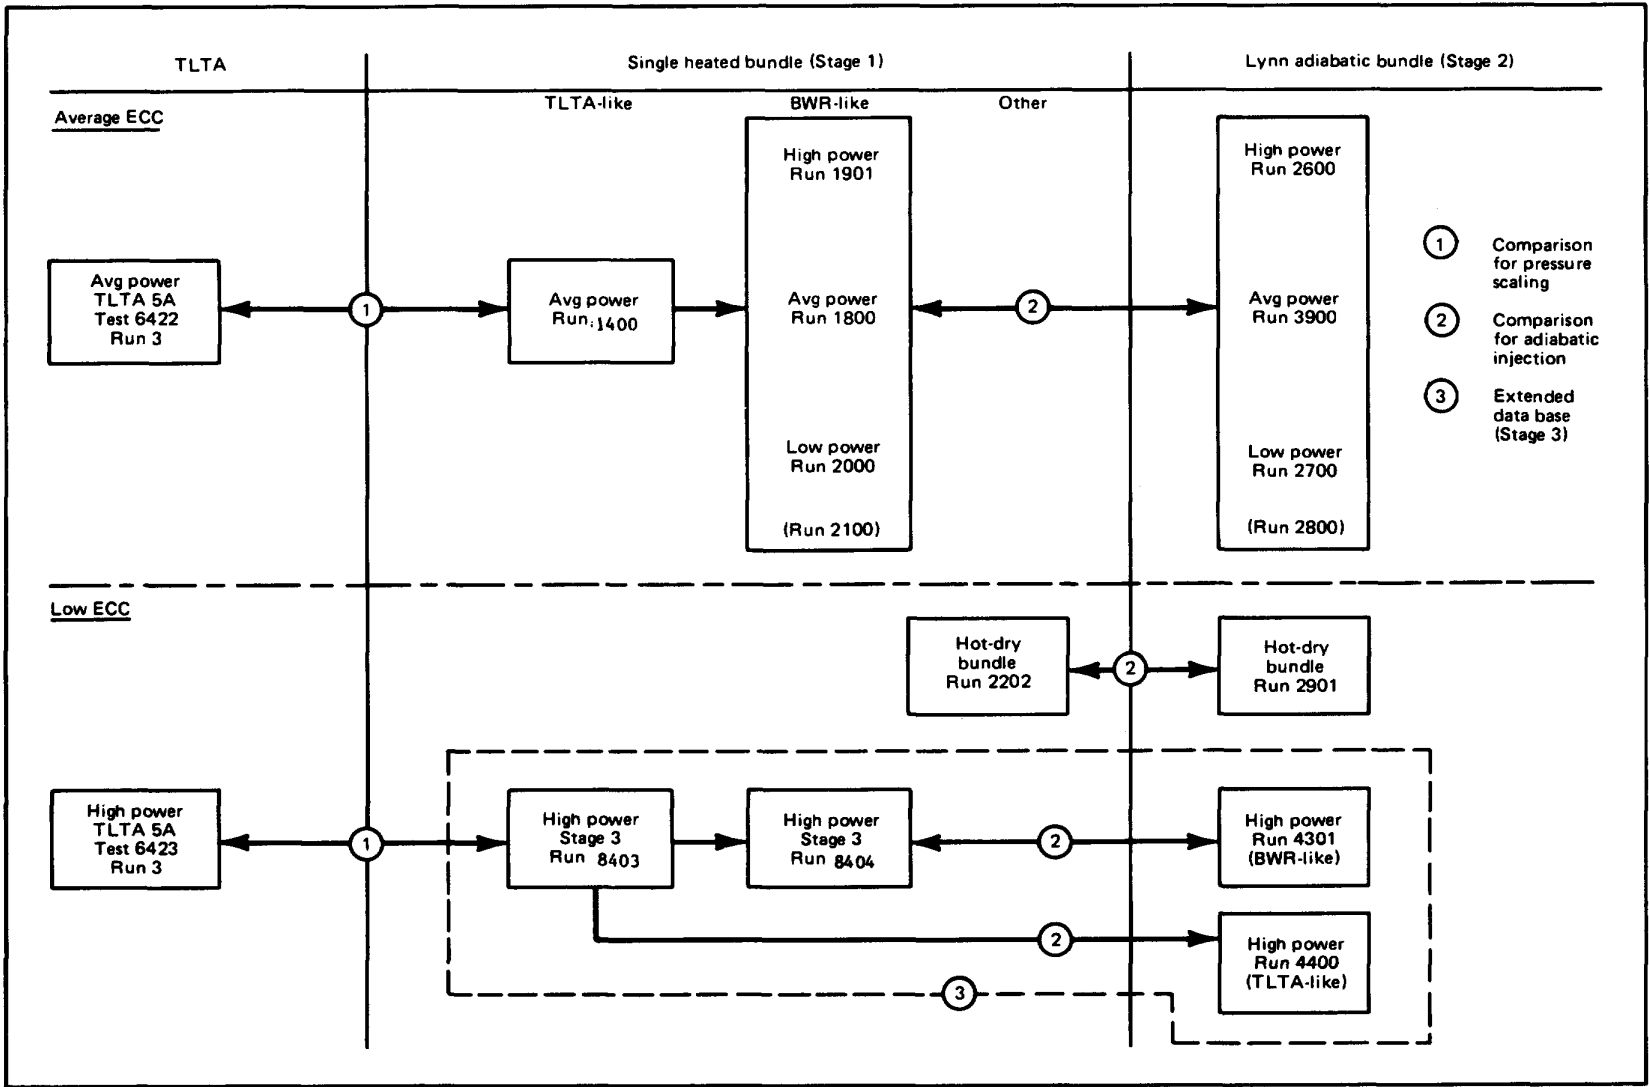 TLTA
Single heated bundle (Stage 1)
Lynn adiabatic bundle (Stage 2)
TLTA-like
BWR-like
Other
Average ECC
High power
Run 1901
Avg power
Run 1800
Low power
Run 2000
(Run 2100)
High power
Run 2600
Avg power
Run 3900
Low power
Run 2700
(Run 2800)
Avg power
TLTA 5A
Test 6422
Run 3
1
Avg power
Run 1400
2
1
Comparison
for pressure
scaling
2
Comparison
for adiabatic
injection
3
Extended
data base
(Stage 3)
Low ECC
Hot-dry
bundle
Run 2202
2
Hot-dry
bundle
Run 2901
High power
TLTA 5A
Test 6423
Run 3
1
High power
Stage 3
Run 8403
High power
Stage 3
Run 8404
2
High power
Run 4301
(BWR-like)
2
High power
Run 4400
(TLTA-like)
3